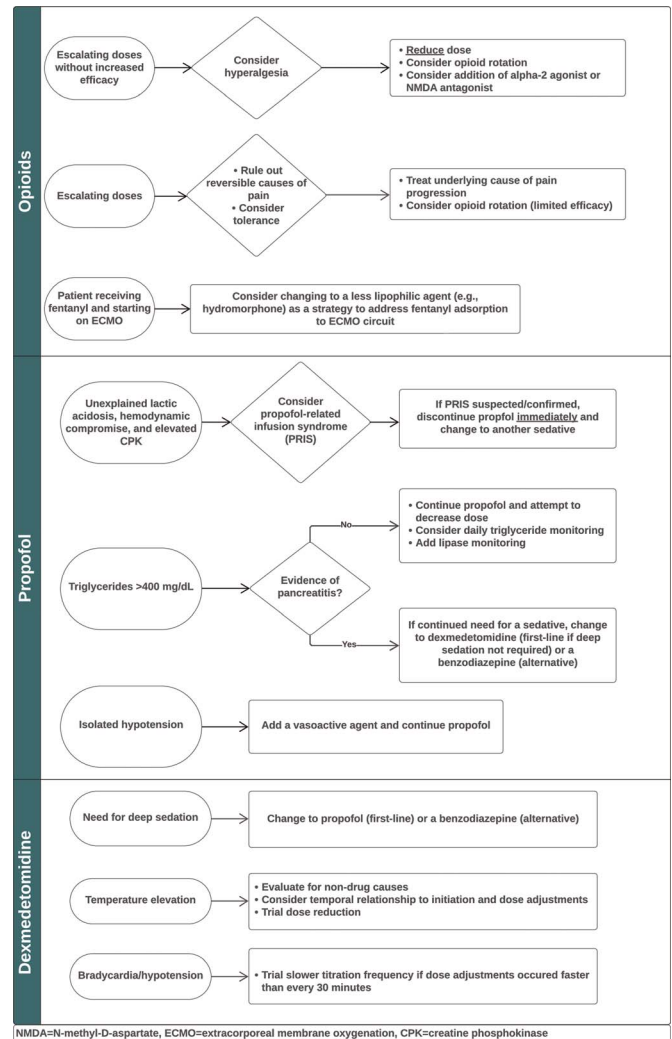 Opioids
Escalating doses
without increased
efficacy
Consider
hyperalgesia
• Reduce dose
• Consider opioid rotation
• Consider addition of alpha-2 agonist or
NMDA antagonist
Escalating doses
• Rule out
reversible causes of
pain
• Consider
tolerance
• Treat underlying cause of pain
progression
• Consider opioid rotation (limited efficacy)
Patient receiving
fentanyl and starting
on ECMO
Consider changing to a less lipophilic agent (e.g.,
hydromorphone) as a strategy to address fentanyl adsorption
to ECMO circuit
Propofol
Unexplained lactic
acidosis, hemodynamic
compromise, and elevated
CPK
Consider
propofol-related
infusion syndrome
(PRIS)
If PRIS suspected/confirmed,
discontinue propfol immediately and
change to another sedative
Triglycerides >400 mg/dL
Evidence of
pancreatitis?
No
• Continue propofol and attempt to
decrease dose
• Consider daily triglyceride monitoring
• Add lipase monitoring
Yes
If continued need for a sedative, change
to dexmedetomidine (first-line if deep
sedation not required) or a
benzodiazepine (alternative)
Isolated hypotension
Add a vasoactive agent and continue propofol
Dexmedetomidine
Need for deep sedation
Change to propofol (first-line) or a benzodiazepine (alternative)
Temperature elevation
• Evaluate for non-drug causes
• Consider temporal relationship to initiation and dose adjustments
• Trial dose reduction
Bradycardia/hypotension
• Trial slower titration frequency if dose adjustments occured faster
than every 30 minutes
NMDA=N-methyl-D-aspartate, ECMO=extracorporeal membrane oxygenation, CPK=creatine phosphokinase